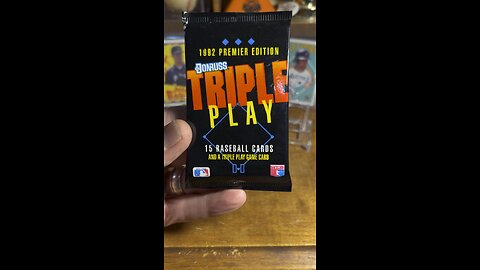 1992 PREMIER EDITION
DONRUSS
TRIPLE
PLAY
15 BASEBALL CARDS
AND A TRIPLE PLAY GAME CARD